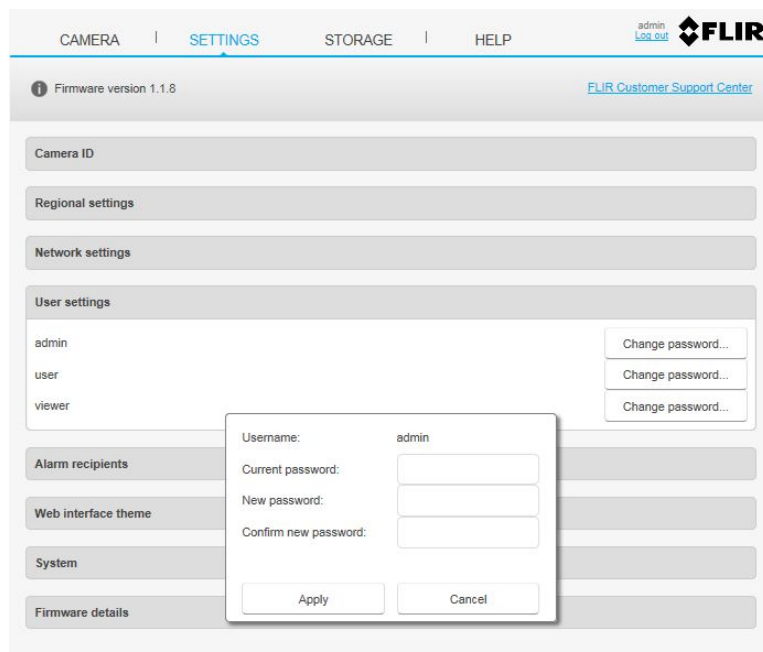 CAMERA | SETTINGS STORAGE | HELP
admin
Log out
FLIR
Firmware version 1.1.8
FLIR Customer Support Center
Camera ID
Regional settings
Network settings
User settings
admin Change password...
user Change password...
viewer Change password...
Username: admin
Current password:
New password:
Confirm new password:
Apply Cancel
Alarm recipients
Web interface theme
System
Firmware details